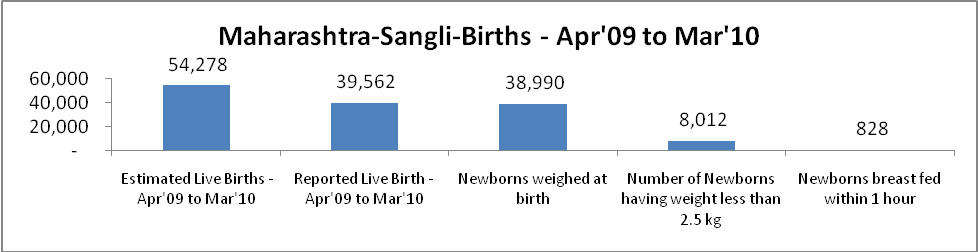 Maharashtra-Sangli-Births - Apr'09 to Mar'10
54,278
39,562
38,990
8,012
828
60,000
40,000
20,000
-
Estimated Live Births -
Apr'09 to Mar'10
Reported Live Birth -
Apr'09 to Mar'10
Newborns weighed at
birth
Number of Newborns
having weight less than
2.5 kg
Newborns breast fed
within 1 hour